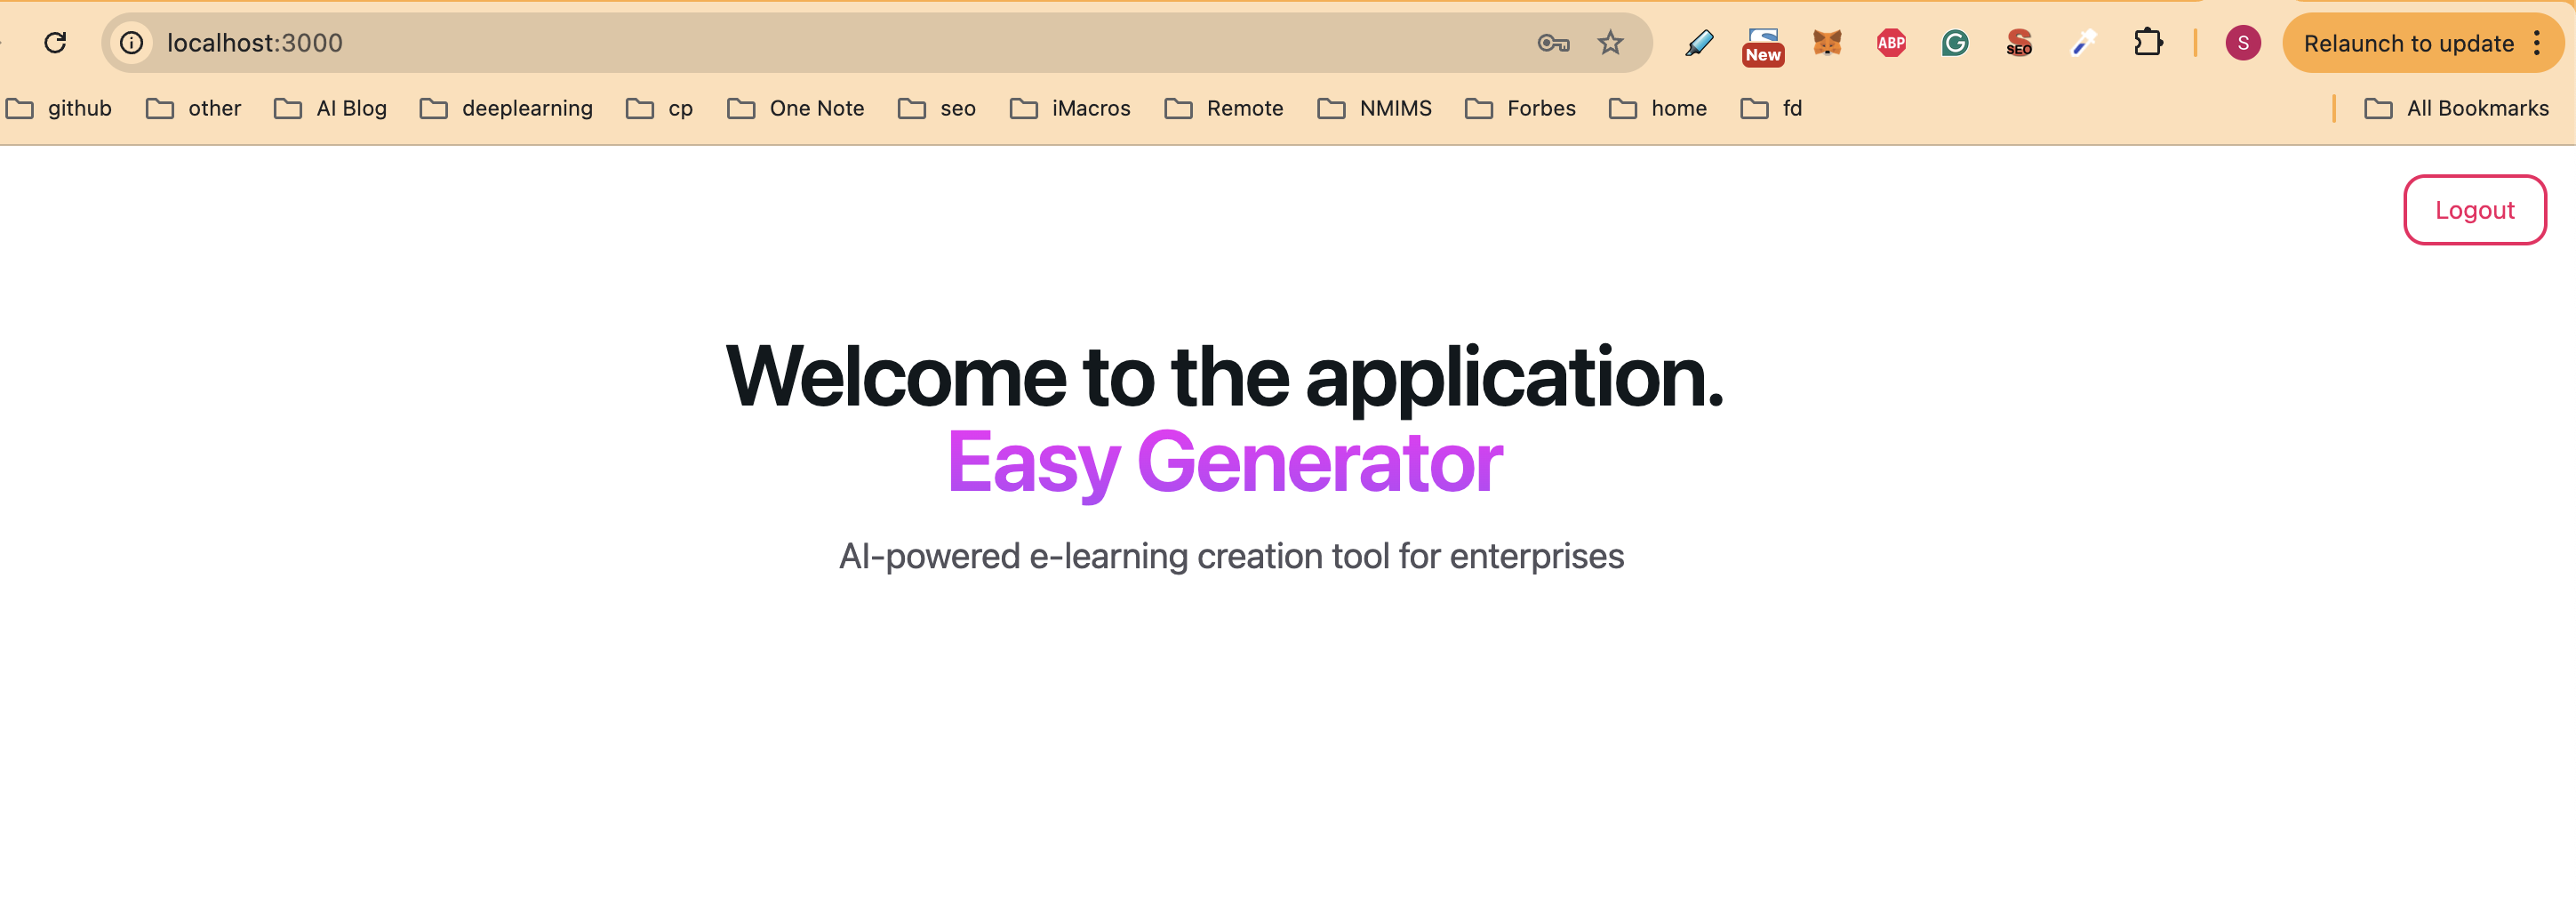 localhost:3000
New
ABP
G
S
SEO
S
Relaunch to update
github
other
AI Blog
deeplearning
cp
One Note
seo
iMacros
Remote
NMIMS
Forbes
home
fd
All Bookmarks
Logout
Welcome to the application.
Easy Generator
AI-powered e-learning creation tool for enterprises